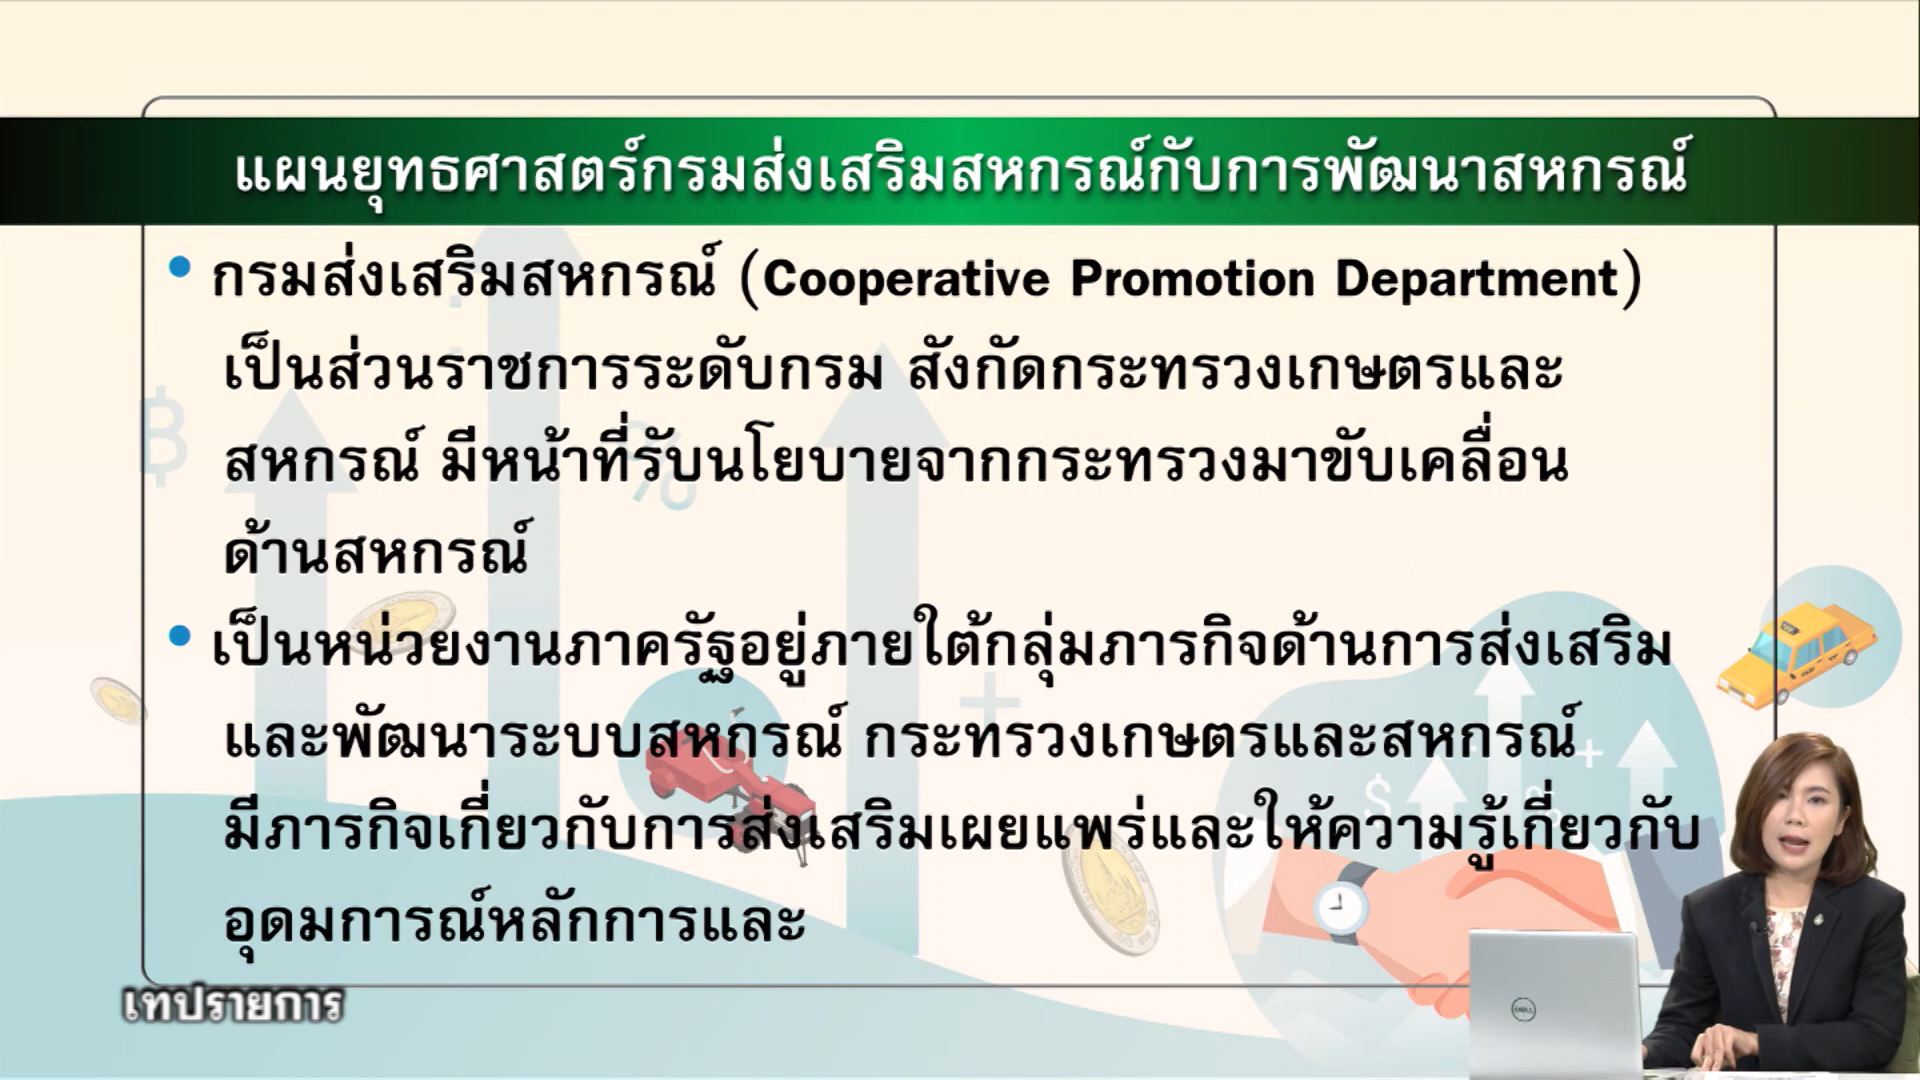 แผนยุทธศาสตร์กรมส่งเสริมสหกรณ์กับการพัฒนาสหกรณ์
• กรมส่งเสริมสหกรณ์ (Cooperative Promotion Department)
เป็นส่วนราชการระดับกรม สังกัดกระทรวงเกษตรและ
สหกรณ์ มีหน้าที่รับนโยบายจากกระทรวงมาขับเคลื่อน
ด้านสหกรณ์
• เป็นหน่วยงานภาครัฐอยู่ภายใต้กลุ่มภารกิจด้านการส่งเสริม
และพัฒนาระบบสหกรณ์ กระทรวงเกษตรและสหกรณ์
มีภารกิจเกี่ยวกับการส่งเสริมเผยแพร่และให้ความรู้เกี่ยวกับ
อุดมการณ์หลักการและ
เทปรายการ
DELL